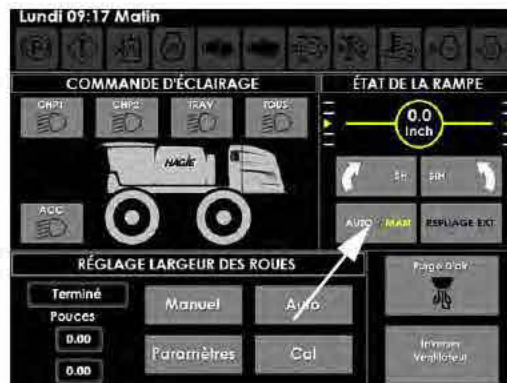 Lundi 09:17 Matin
COMMANDE D'ÉCLAIRAGE
CHP1 CHP2 TRAV TOUS
HAGIE
ACC
ÉTAT DE LA RAMPE
0.0
Inch
SH SIH
AUTO / MAN REPLIAGE EXT.
RÉGLAGE LARGEUR DES ROUES
Terminé
Pouces
0.00
0.00
Manuel Auto
Paramètres Cal
Purge D'air
Inverser
Ventilateur